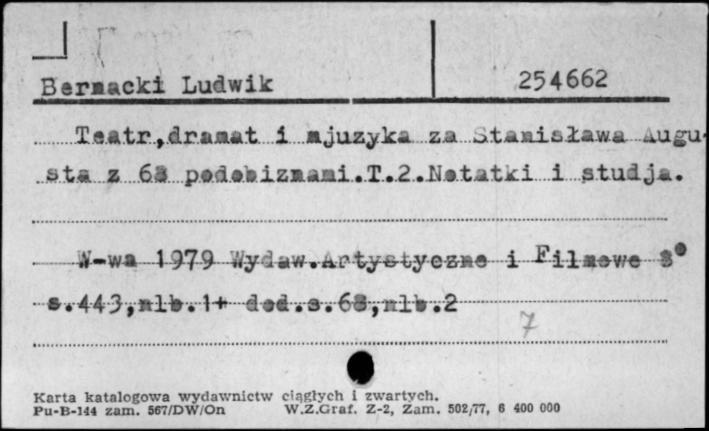 Bernacki Ludwik 254662
Teatr,dramat i mjuzyka za Stanisława Augu-
sta z 68 podobiznami.T.2.Notatki i studja.
W-wa 1979 Wydaw.Artystyczne i Filmowe 8°
s.443,nlb.1+ dod.s.68,nlb.2
7
Karta katalogowa wydawnictw ciągłych i zwartych.
Pu-B-144 zam. 567/DW/On W.Z.Graf. Z-2, Zam. 502/77, 6 400 000